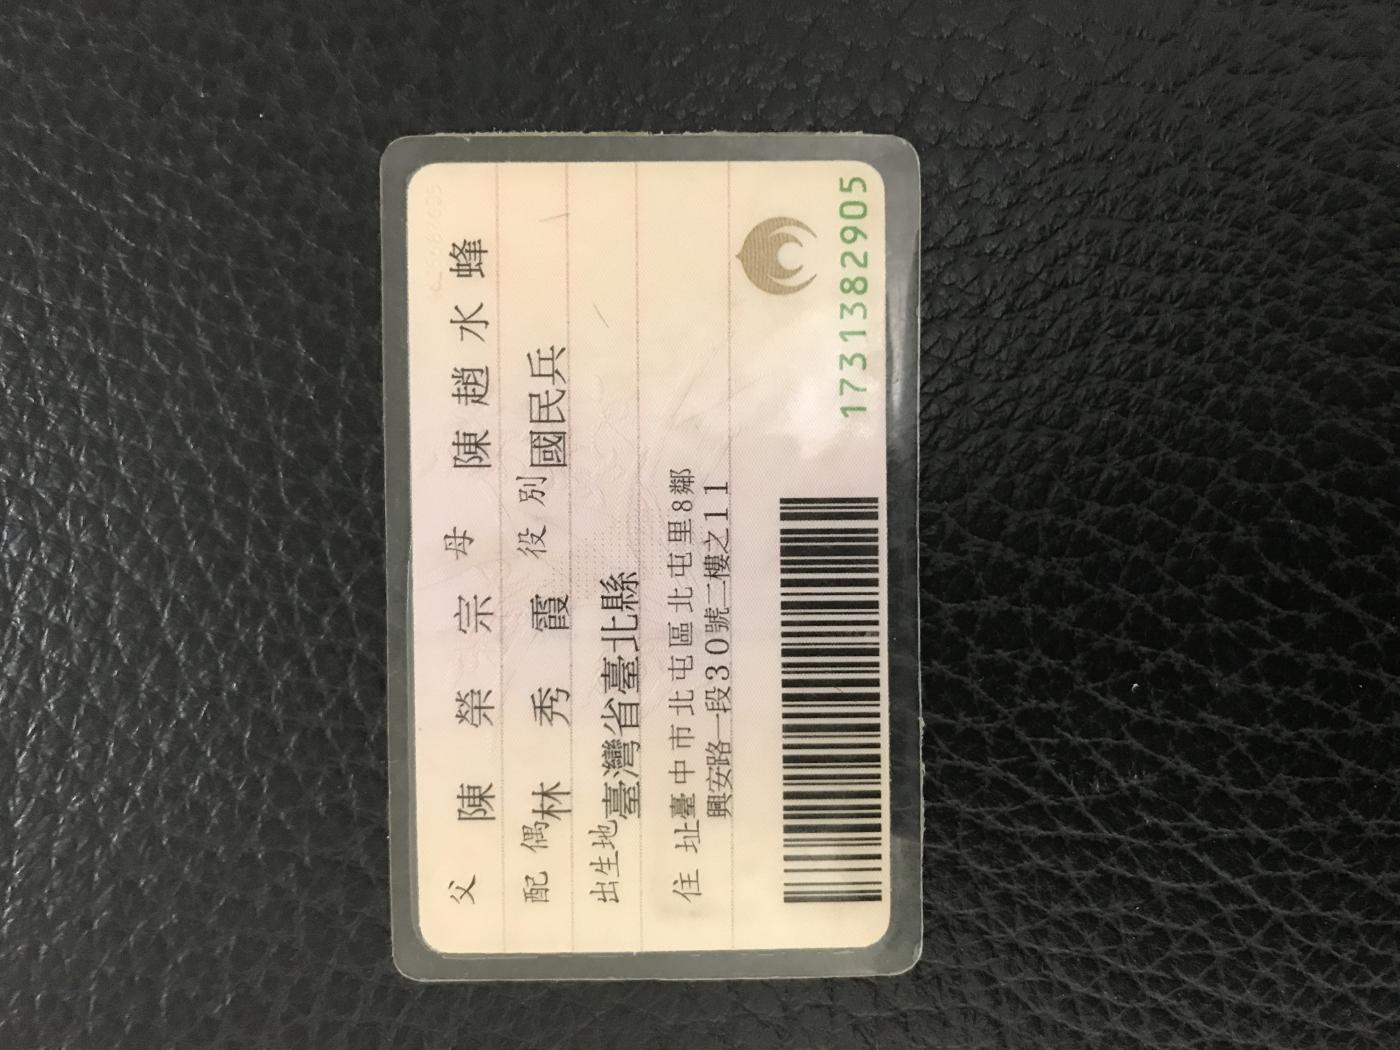 父 陳榮宗 母 陳趙水蜂
配偶 林秀霞 役別 國民兵
出生地 臺灣省臺北縣
住址 臺中市北屯區北屯里8鄰
興安路一段30號二樓之11
1731382905